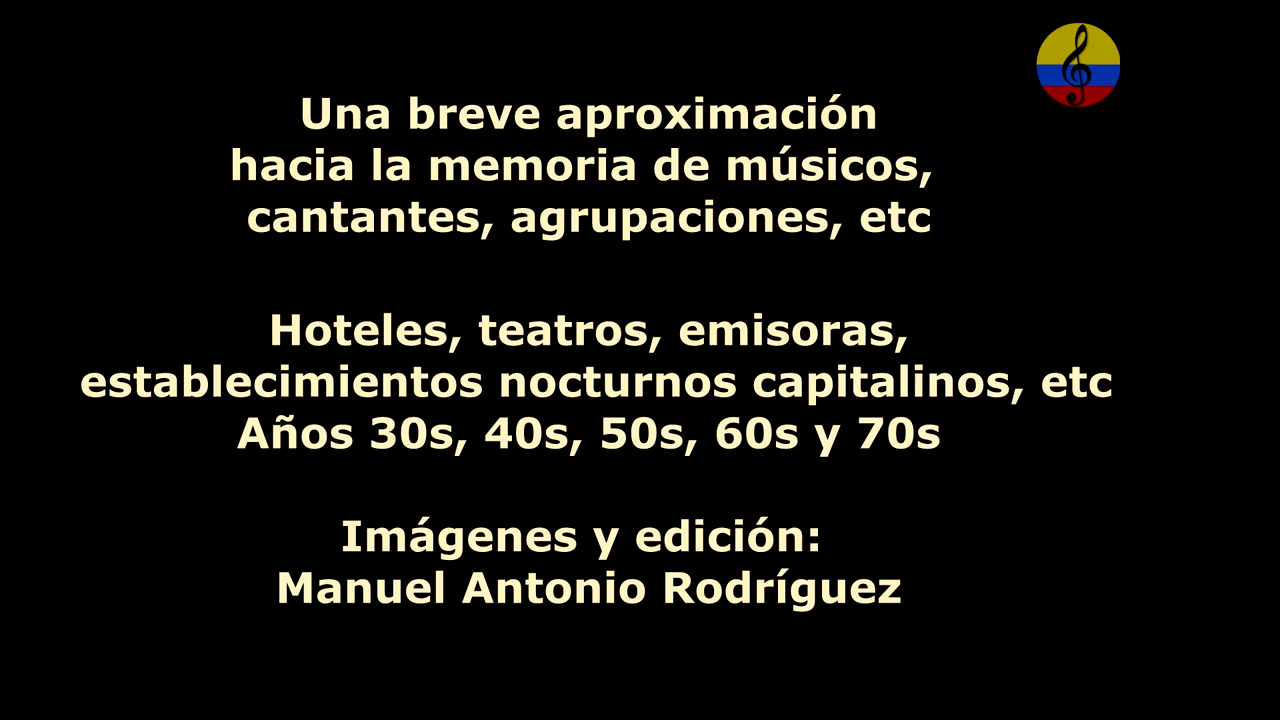 Una breve aproximación
hacia la memoria de músicos,
cantantes, agrupaciones, etc
Hoteles, teatros, emisoras,
establecimientos nocturnos capitalinos, etc
Años 30s, 40s, 50s, 60s y 70s
Imágenes y edición:
Manuel Antonio Rodríguez